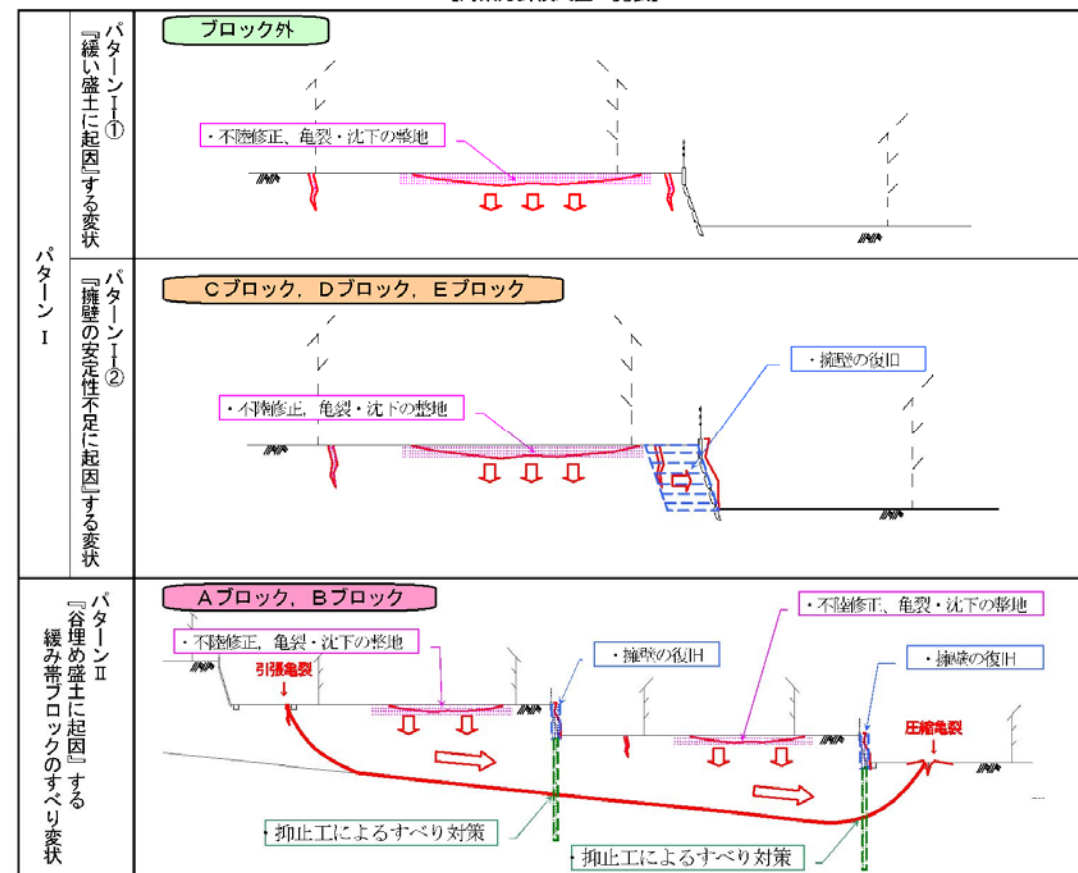 パターンⅠ
パターンⅠ-①
『緩い盛土に起因』する変状
ブロック外
・不陸修正、亀裂・沈下の整地
パターンⅠ-②
『擁壁の安定性不足に起因』する変状
Cブロック，Dブロック，Eブロック
・擁壁の復旧
・不陸修正，亀裂・沈下の整地
パターンⅡ
『谷埋め盛土に起因』する
緩み帯ブロックのすべり変状
Aブロック，Bブロック
・不陸修正、亀裂・沈下の整地
・不陸修正，亀裂・沈下の整地
・擁壁の復旧
・擁壁の復旧
引張亀裂
圧縮亀裂
・抑止工によるすべり対策
・抑止工によるすべり対策